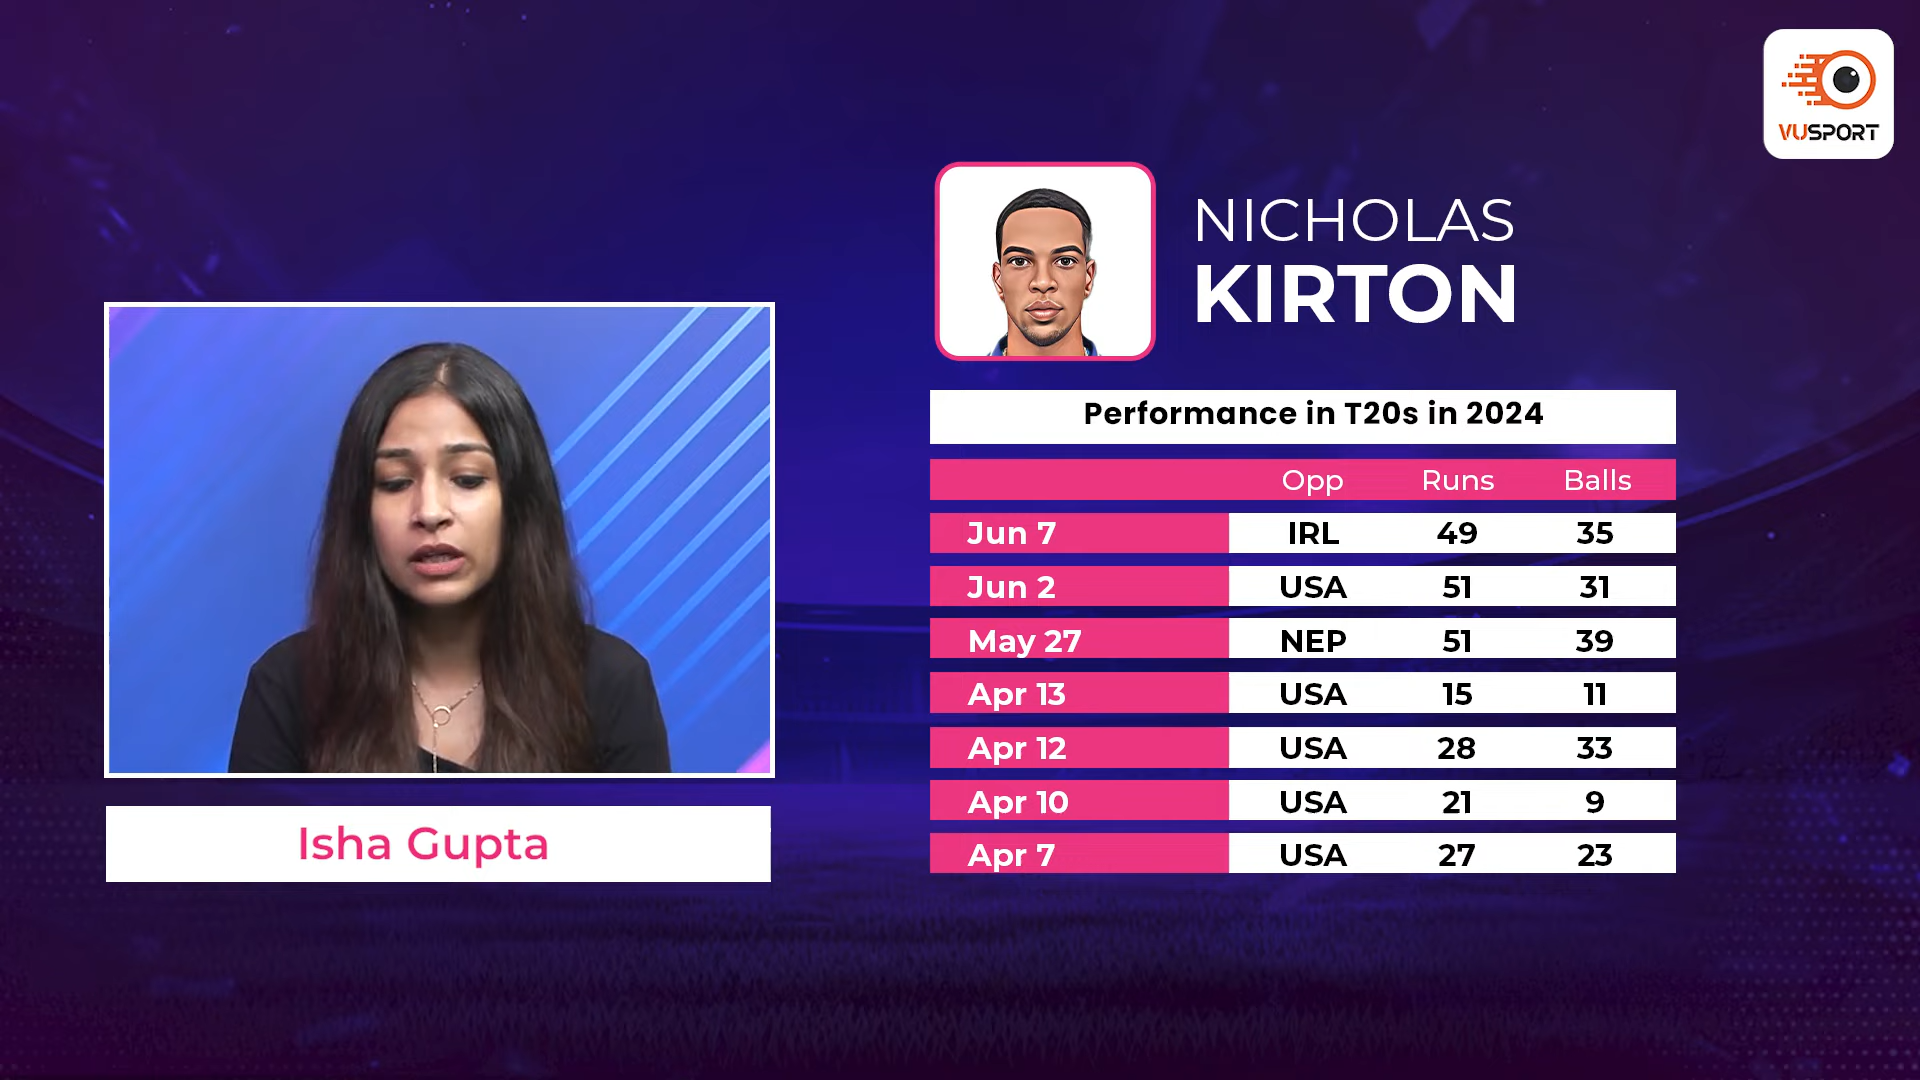 VUSPORT
NICHOLAS
KIRTON
Performance in T20s in 2024
Opp Runs Balls
Jun 7 IRL 49 35
Jun 2 USA 51 31
May 27 NEP 51 39
Apr 13 USA 15 11
Apr 12 USA 28 33
Apr 10 USA 21 9
Apr 7 USA 27 23
Isha Gupta